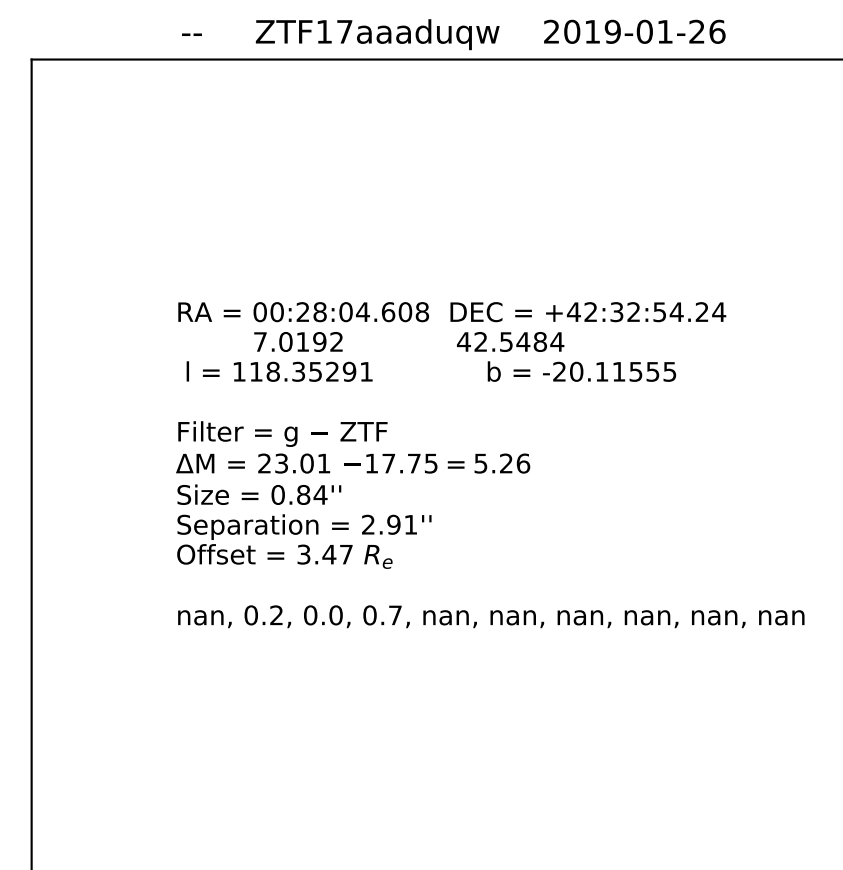 -- ZTF17aaaduqw 2019-01-26
RA = 00:28:04.608 DEC = +42:32:54.24
7.0192 42.5484
l = 118.35291 b = -20.11555
Filter = g − ZTF
ΔM = 23.01 −17.75 = 5.26
Size = 0.84''
Separation = 2.91''
Offset = 3.47 Re
nan, 0.2, 0.0, 0.7, nan, nan, nan, nan, nan, nan